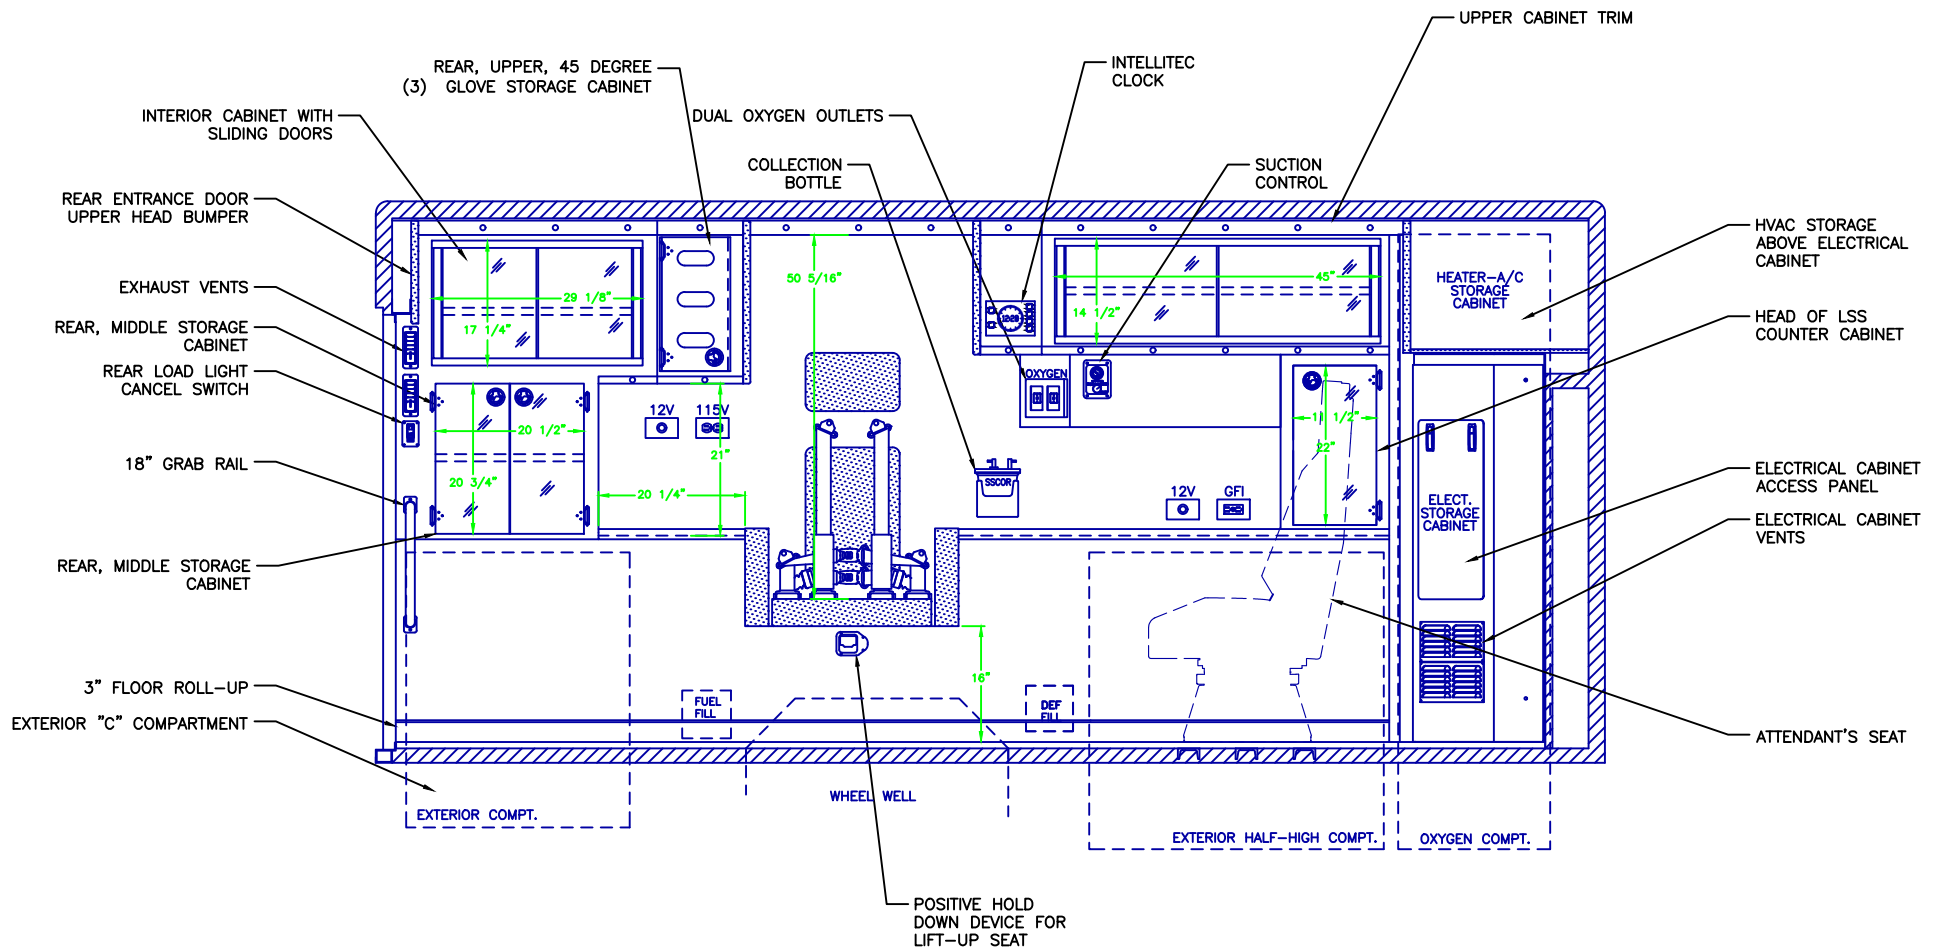 UPPER CABINET TRIM
REAR, UPPER, 45 DEGREE
(3) GLOVE STORAGE CABINET
INTELLITEC
CLOCK
INTERIOR CABINET WITH
SLIDING DOORS
DUAL OXYGEN OUTLETS
COLLECTION
BOTTLE
SUCTION
CONTROL
REAR ENTRANCE DOOR
UPPER HEAD BUMPER
HVAC STORAGE
ABOVE ELECTRICAL
CABINET
EXHAUST VENTS
REAR, MIDDLE STORAGE
CABINET
REAR LOAD LIGHT
CANCEL SWITCH
18" GRAB RAIL
REAR, MIDDLE STORAGE
CABINET
3" FLOOR ROLL-UP
EXTERIOR "C" COMPARTMENT
HEAD OF LSS
COUNTER CABINET
ELECTRICAL CABINET
ACCESS PANEL
ELECTRICAL CABINET
VENTS
ATTENDANT'S SEAT
50 5/16"
29 1/8"
17 1/4"
45"
14 1/2"
HEATER-A/C
STORAGE
CABINET
12:29
OXYGEN
12V
115V
20 1/2"
20 3/4"
21"
20 1/4"
11 1/2"
22"
SSCOR
12V
GFI
ELECT.
STORAGE
CABINET
16"
FUEL
FILL
DEF
FILL
WHEEL WELL
EXTERIOR COMPT.
EXTERIOR HALF-HIGH COMPT.
OXYGEN COMPT.
POSITIVE HOLD
DOWN DEVICE FOR
LIFT-UP SEAT